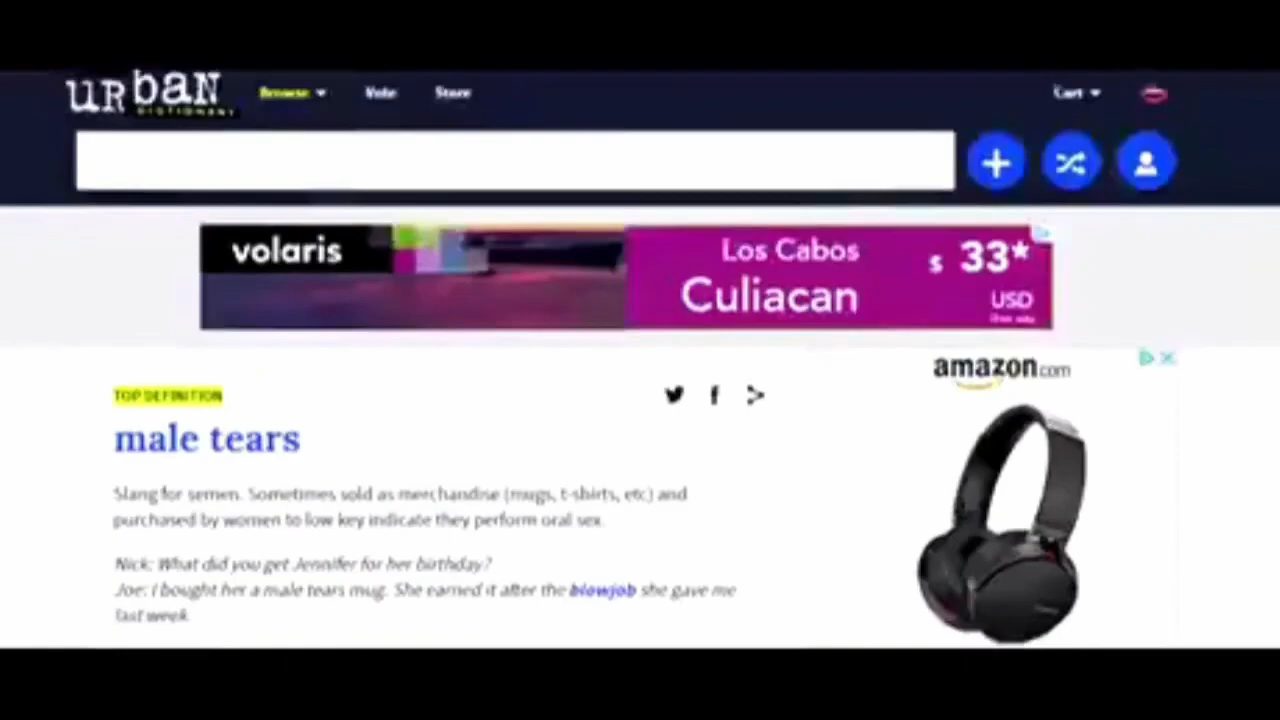 urban
DICTIONARY
Browse
Vote
Store
Cart
volaris
Los Cabos
Culiacan
$ 33*
USD
amazon.com
TOP DEFINITION
male tears
Slang for semen. Sometimes sold as merchandise (mugs, t-shirts, etc.) and
purchased by women to low key indicate they perform oral sex.
Nick: What did you get Jennifer for her birthday?
Joe: I bought her a male tears mug. She earned it after the blowjob she gave me
last week.